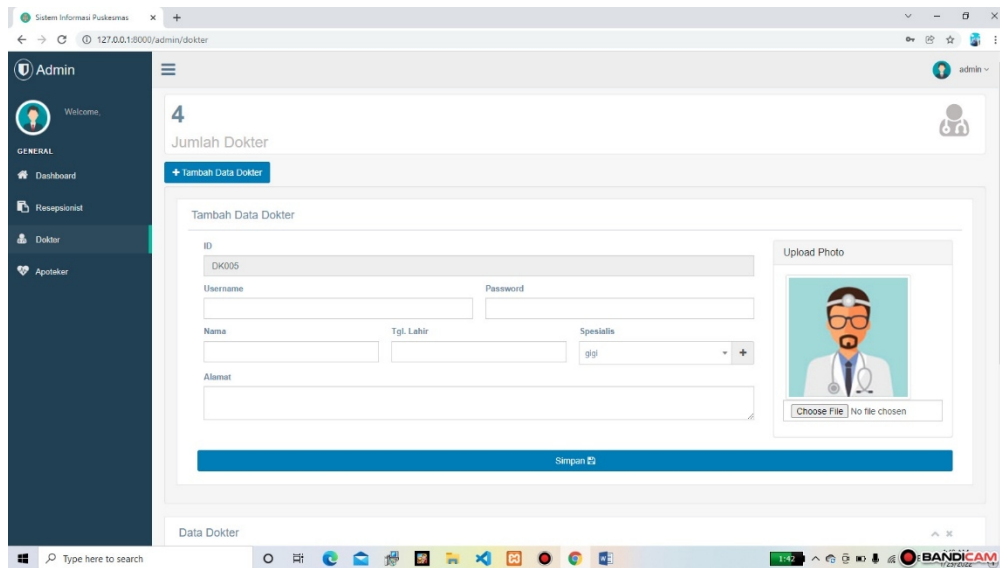 Sistem Informasi Puskesmas
127.0.0.1:8000/admin/dokter
Admin
admin
Welcome,
GENERAL
Dashboard
Resepsionist
Dokter
Apoteker
4
Jumlah Dokter
+ Tambah Data Dokter
Tambah Data Dokter
ID
DK005
Username Password
Nama Tgl. Lahir Spesialis
gigi
Alamat
Upload Photo
Choose File No file chosen
Simpan
Data Dokter
Type here to search
1:42
BANDICAM